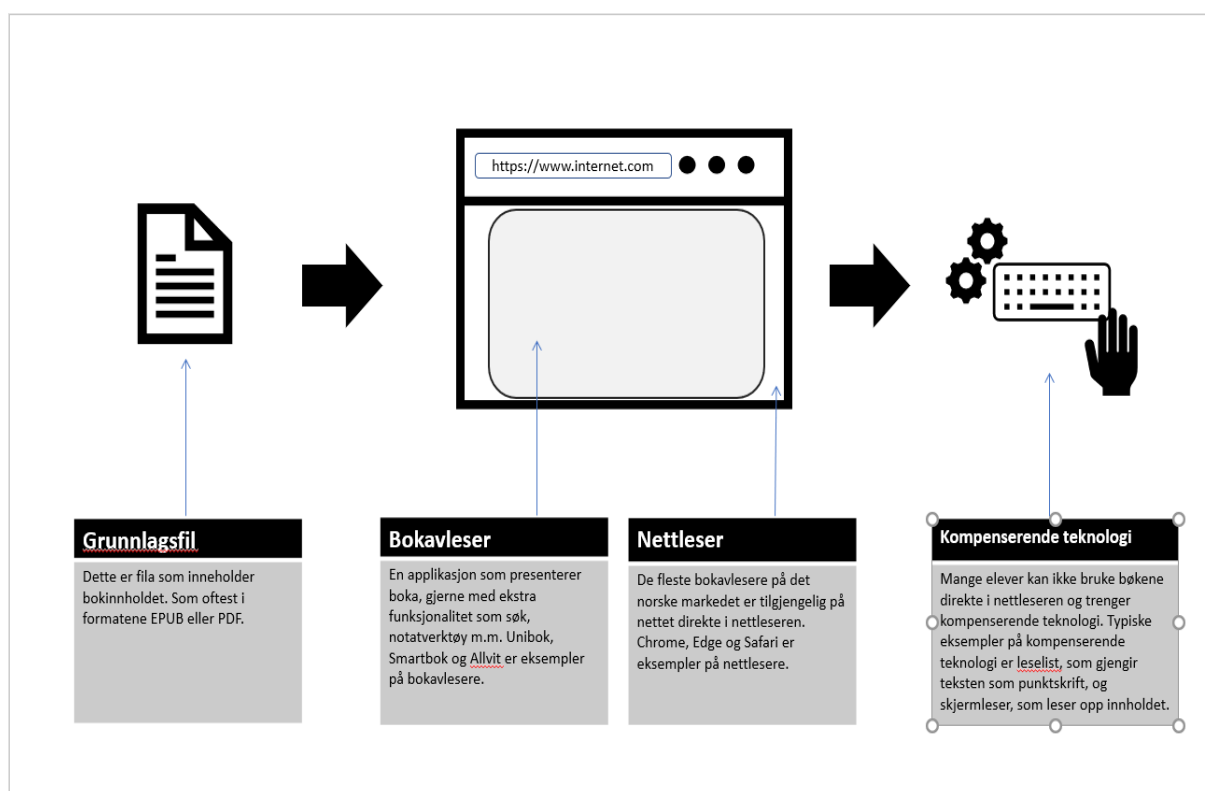 https://www.internet.com
Grunnlagsfil
Dette er fila som inneholder
bokinnholdet. Som oftest i
formatene EPUB eller PDF.
Bokavleser
En applikasjon som presenterer
boka, gjerne med ekstra
funksjonalitet som søk,
notatverktøy m.m. Unibok,
Smartbok og Allvit er eksempler
på bokavlesere.
Nettleser
De fleste bokavlesere på det
norske markedet er tilgjengelig på
nettet direkte i nettleseren.
Chrome, Edge og Safari er
eksempler på nettlesere.
Kompenserende teknologi
Mange elever kan ikke bruke bøkene
direkte i nettleseren og trenger
kompenserende teknologi. Typiske
eksempler på kompenserende
teknologi er leselist, som gjengir
teksten som punktskrift, og
skjermleser, som leser opp innholdet.